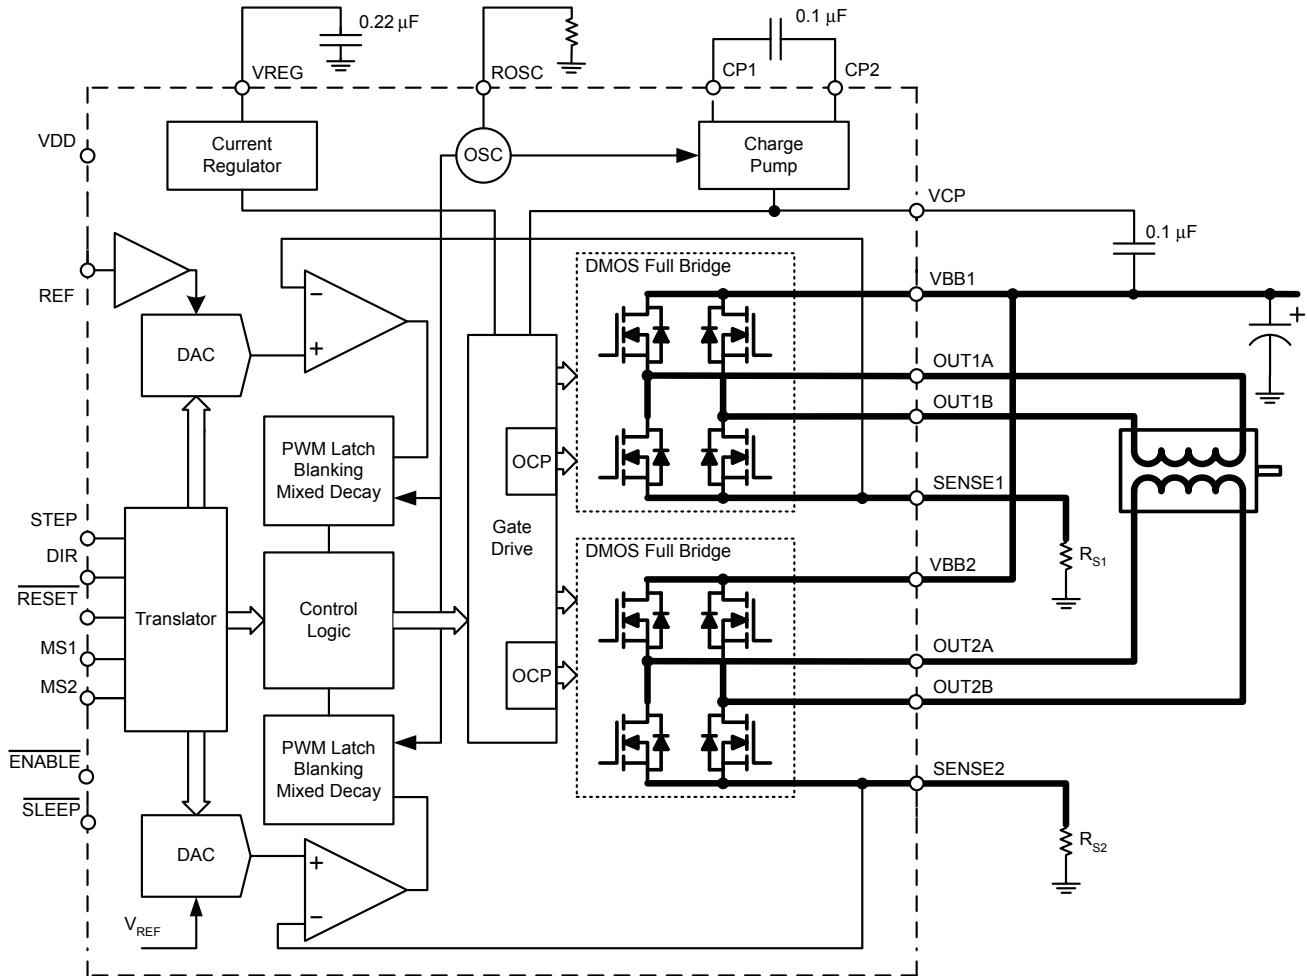 0.22 μF
0.1 μF
VREG
ROSC
CP1
CP2
VDD
Current
Regulator
OSC
Charge
Pump
VCP
0.1 μF
REF
DMOS Full Bridge
VBB1
+
−
+
DAC
OUT1A
OUT1B
PWM Latch
Blanking
Mixed Decay
OCP
SENSE1
STEP
DIR
RESET
MS1
MS2
Translator
Control
Logic
Gate
Drive
DMOS Full Bridge
RS1
VBB2
OUT2A
OCP
OUT2B
ENABLE
SLEEP
PWM Latch
Blanking
Mixed Decay
SENSE2
DAC
+
−
RS2
VREF